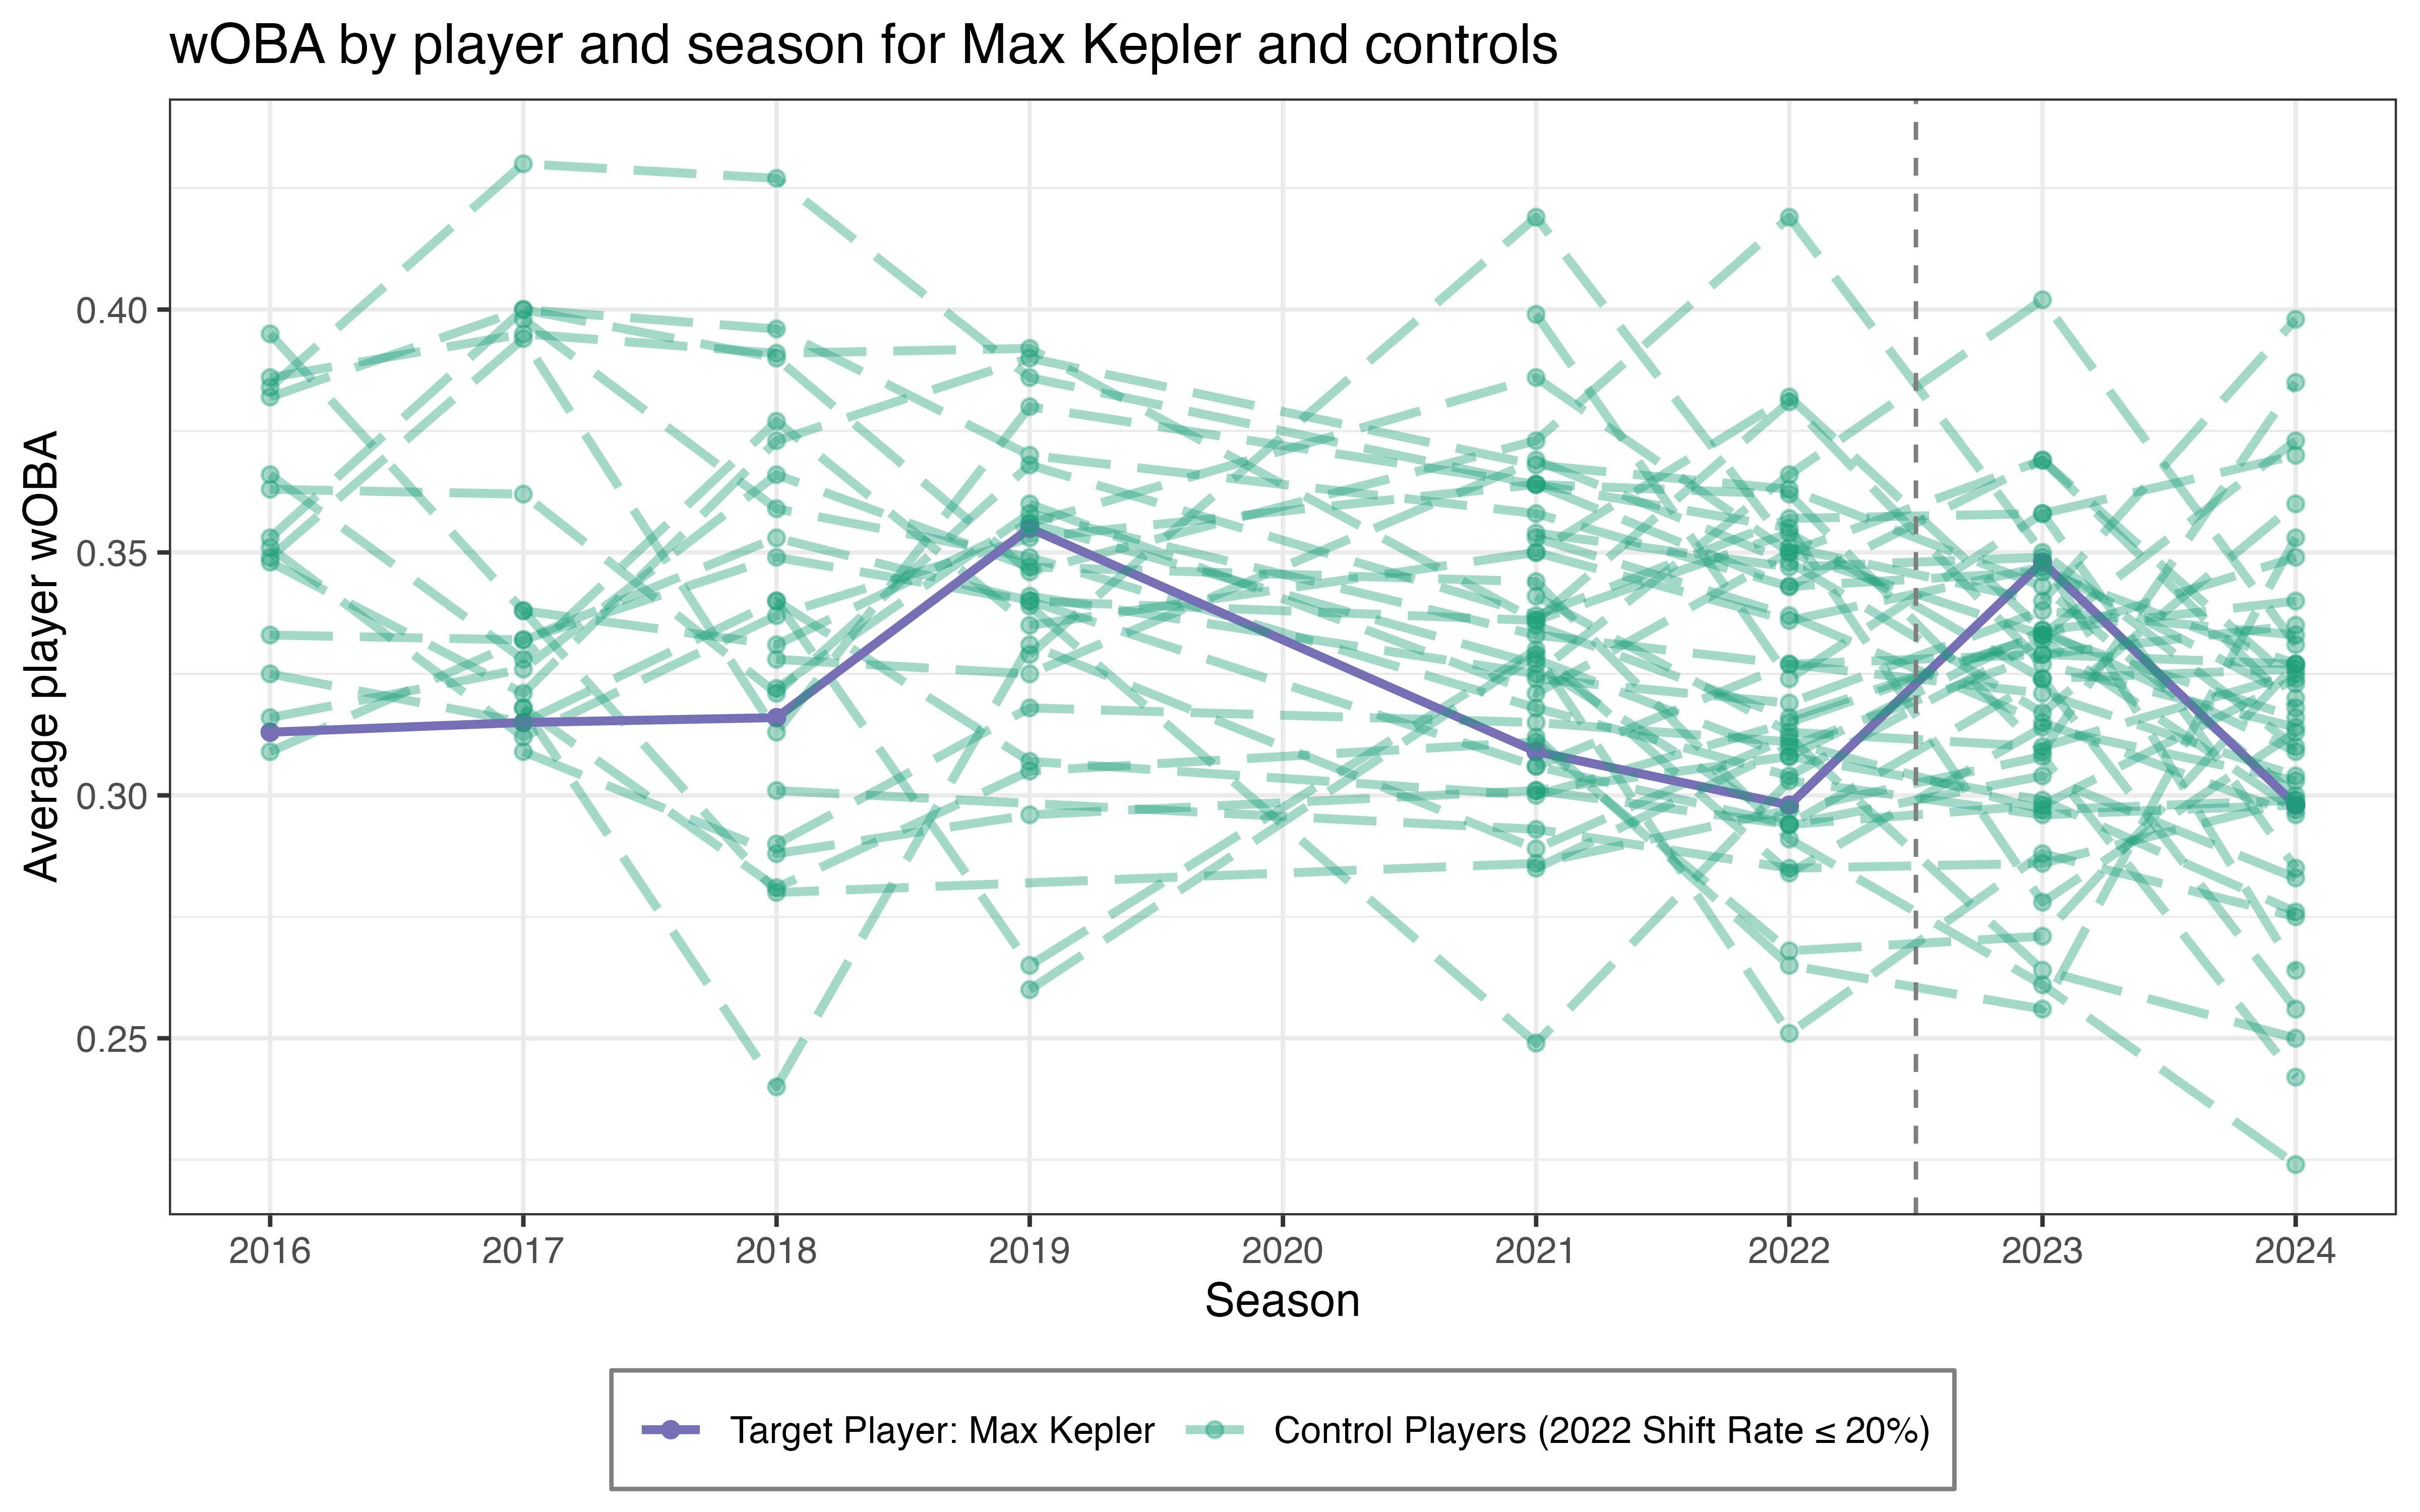 wOBA by player and season for Max Kepler and controls
Average player wOBA
0.40
0.35
0.30
0.25
2016 2017 2018 2019 2020 2021 2022 2023 2024
Season
Target Player: Max Kepler Control Players (2022 Shift Rate ≤ 20%)